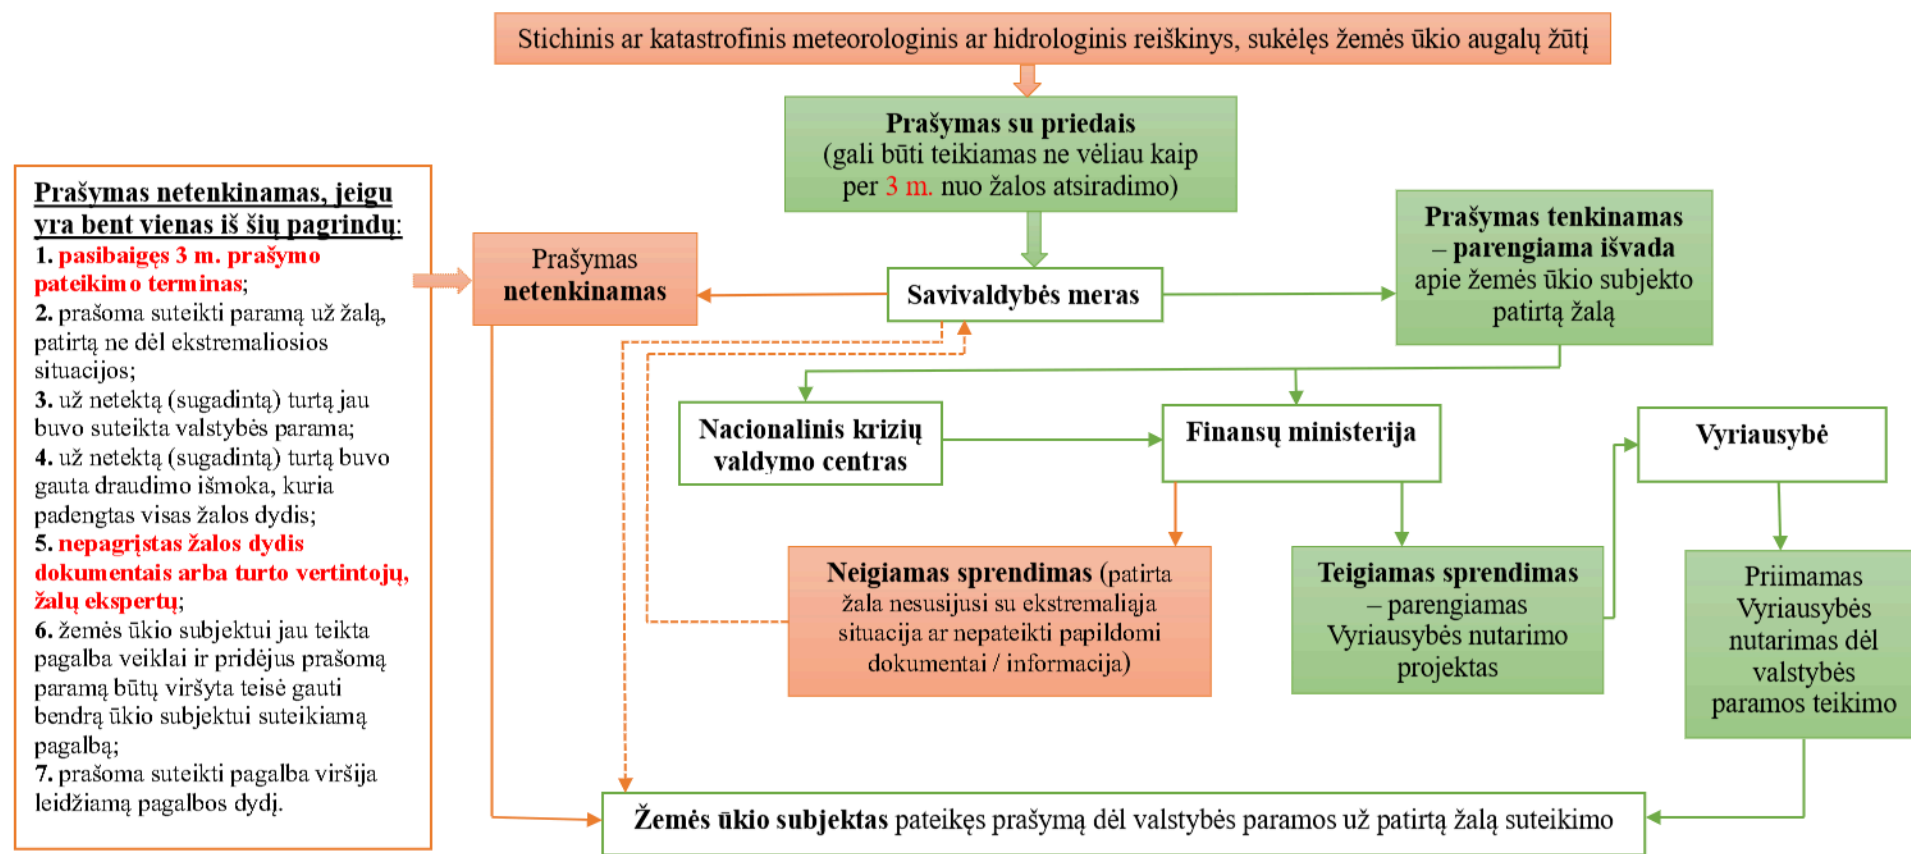 Stichinis ar katastrofinis meteorologinis ar hidrologinis reiškinys, sukėlęs žemės ūkio augalų žūtį
Prašymas su priedais
(gali būti teikiamas ne vėliau kaip
per 3 m. nuo žalos atsiradimo)
Prašymas netenkinamas, jeigu
yra bent vienas iš šių pagrindų:
1. pasibaigęs 3 m. prašymo
pateikimo terminas;
2. prašoma suteikti paramą už žalą,
patirtą ne dėl ekstremaliosios
situacijos;
3. už netektą (sugadintą) turtą jau
buvo suteikta valstybės parama;
4. už netektą (sugadintą) turtą buvo
gauta draudimo išmoka, kuria
padengtas visas žalos dydis;
5. nepagrįstas žalos dydis
dokumentais arba turto vertintojų,
žalų ekspertų;
6. žemės ūkio subjektui jau teikta
pagalba veiklai ir pridėjus prašomą
paramą būtų viršyta teisė gauti
bendrą ūkio subjektui suteikiamą
pagalbą;
7. prašoma suteikti pagalba viršija
leidžiamą pagalbos dydį.
Prašymas
netenkinamas
Savivaldybės meras
Prašymas tenkinamas
– parengiama išvada
apie žemės ūkio subjekto
patirtą žalą
Nacionalinis krizių
valdymo centras
Finansų ministerija
Vyriausybė
Neigiamas sprendimas (patirta
žala nesusijusi su ekstremaliąja
situacija ar nepateikti papildomi
dokumentai / informacija)
Teigiamas sprendimas
– parengiamas
Vyriausybės nutarimo
projektas
Priimamas
Vyriausybės
nutarimas dėl
valstybės
paramos teikimo
Žemės ūkio subjektas pateikęs prašymą dėl valstybės paramos už patirtą žalą suteikimo